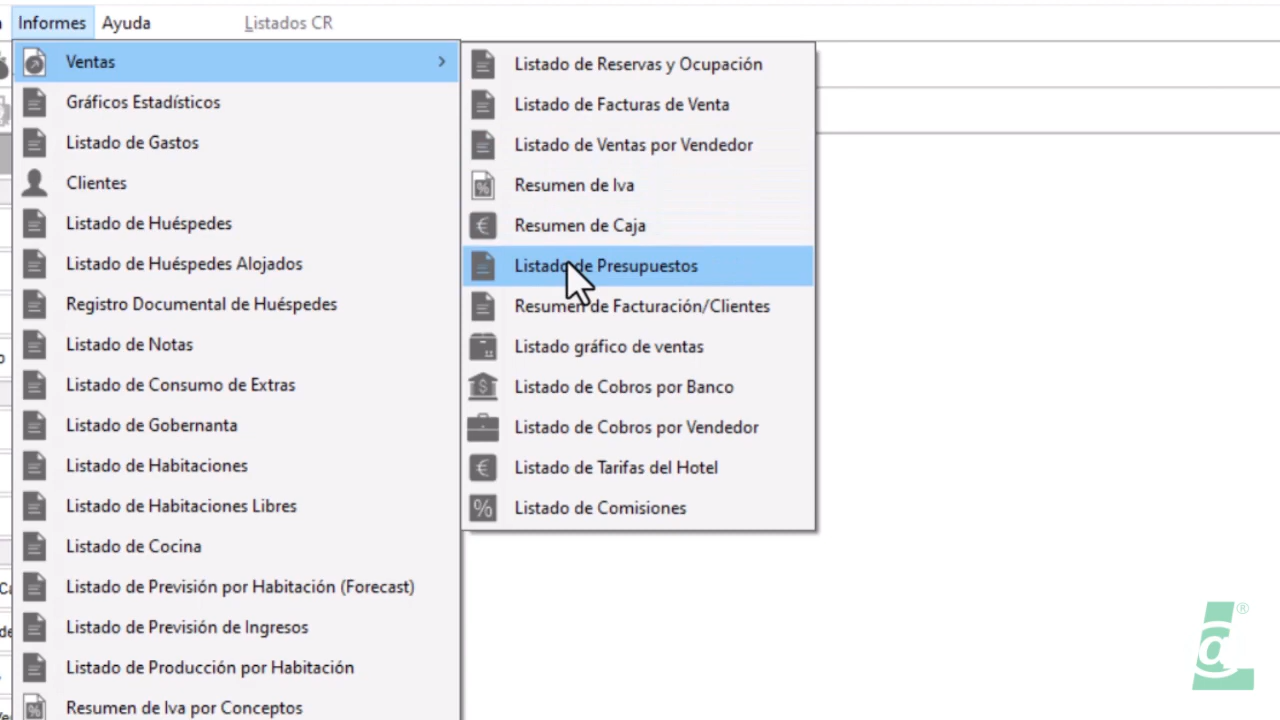 Informes Ayuda Listados CR
Ventas
Gráficos Estadísticos
Listado de Gastos
Clientes
Listado de Huéspedes
Listado de Huéspedes Alojados
Registro Documental de Huéspedes
Listado de Notas
Listado de Consumo de Extras
Listado de Gobernanta
Listado de Habitaciones
Listado de Habitaciones Libres
Listado de Cocina
Listado de Previsión por Habitación (Forecast)
Listado de Previsión de Ingresos
Listado de Producción por Habitación
Resumen de Iva por Conceptos
Listado de Reservas y Ocupación
Listado de Facturas de Venta
Listado de Ventas por Vendedor
Resumen de Iva
Resumen de Caja
Listado de Presupuestos
Resumen de Facturación/Clientes
Listado gráfico de ventas
Listado de Cobros por Banco
Listado de Cobros por Vendedor
Listado de Tarifas del Hotel
Listado de Comisiones